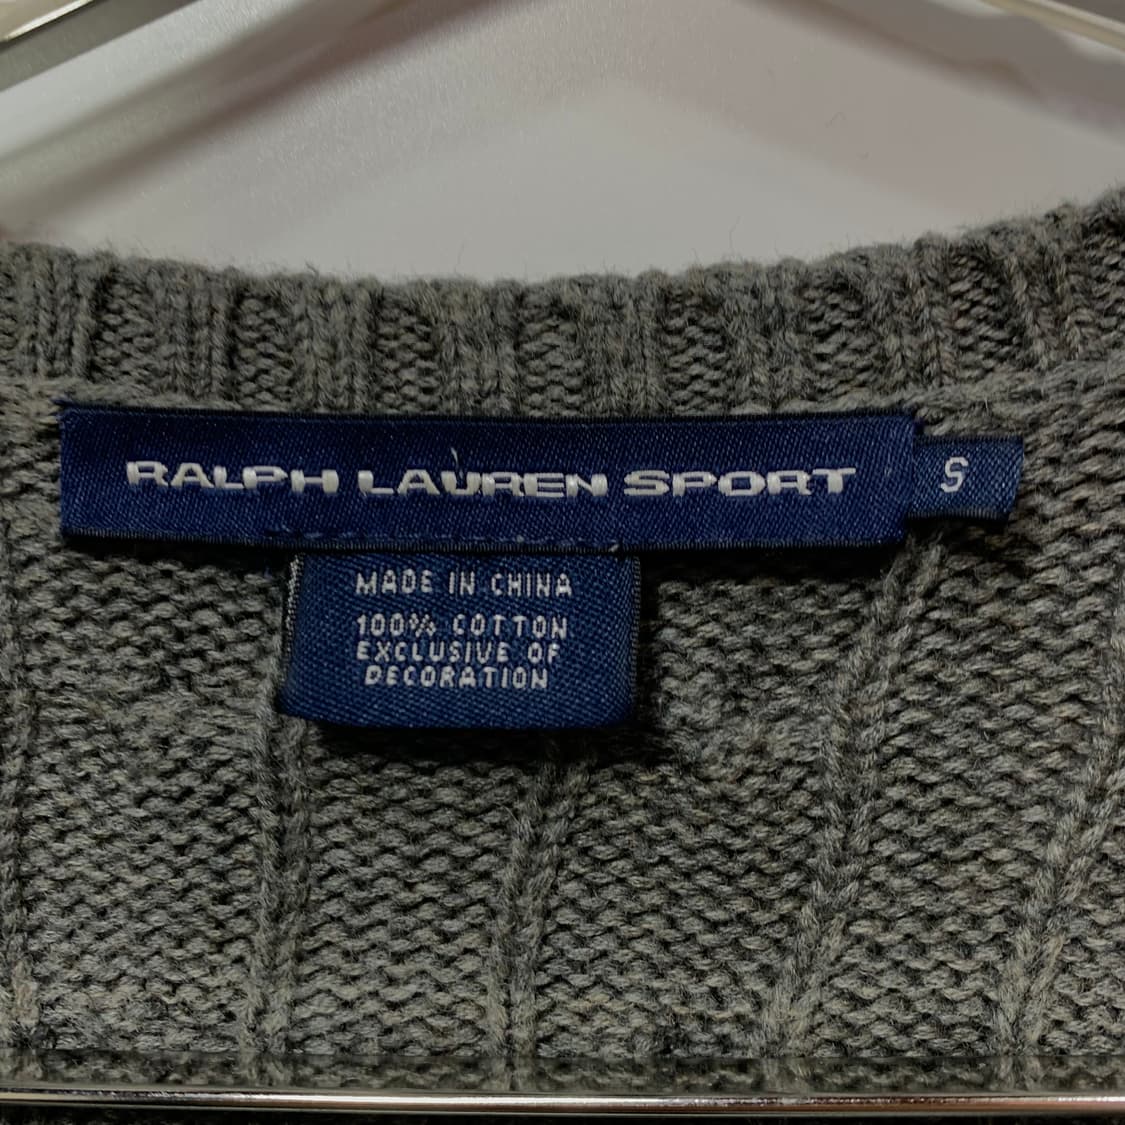 RALPH LAUREN SPORT
S
MADE IN CHINA
100% COTTON
EXCLUSIVE OF
DECORATION